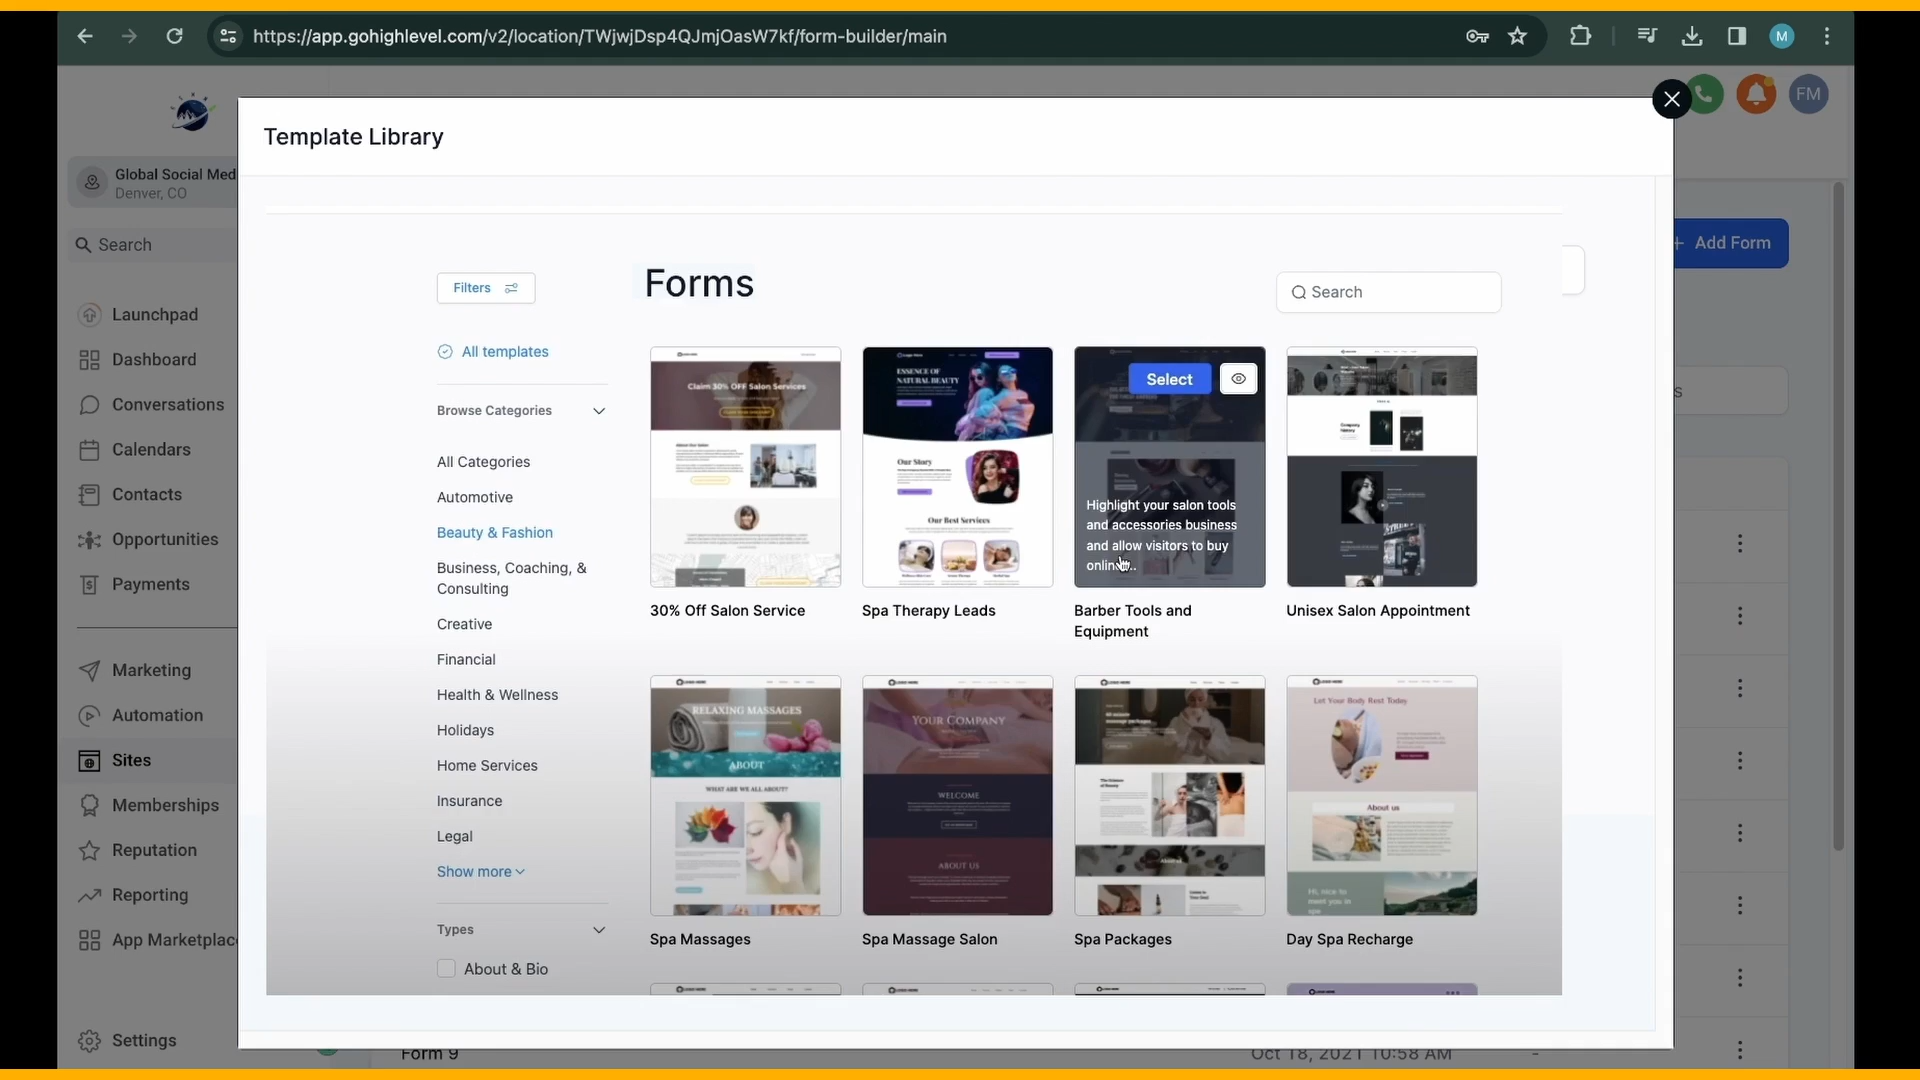 https://app.gohighlevel.com/v2/location/TWjwjDsp4QJmjOasW7kf/form-builder/main
M
FM
Template Library
Global Social Med
Denver, CO
Search
+ Add Form
Launchpad
Dashboard
Conversations
Calendars
Contacts
Opportunities
Payments
Marketing
Automation
Sites
Memberships
Reputation
Reporting
App Marketplac
Settings
Filters
Forms
Search
All templates
Browse Categories
All Categories
Automotive
Beauty & Fashion
Business, Coaching, &
Consulting
Creative
Financial
Health & Wellness
Holidays
Home Services
Insurance
Legal
Show more
Types
About & Bio
Claim 30% OFF Salon Services
30% Off Salon Service
ESSENCE OF
NATURAL BEAUTY
Our Story
Our Best Services
Spa Therapy Leads
Select
Highlight your salon tools
and accessories business
and allow visitors to buy
Barber Tools and
Equipment
Company
history
Unisex Salon Appointment
RELAXING MASSAGES
ABOUT
WHAT ARE WE ALL ABOUT?
Spa Massages
YOUR COMPANY
WELCOME
ABOUT US
Spa Massage Salon
Spa Packages
Let Your Body Rest Today
About us
Hi, nice to
meet you in
spa
Day Spa Recharge
Form 9
Oct 18, 2021 10:58 AM
-